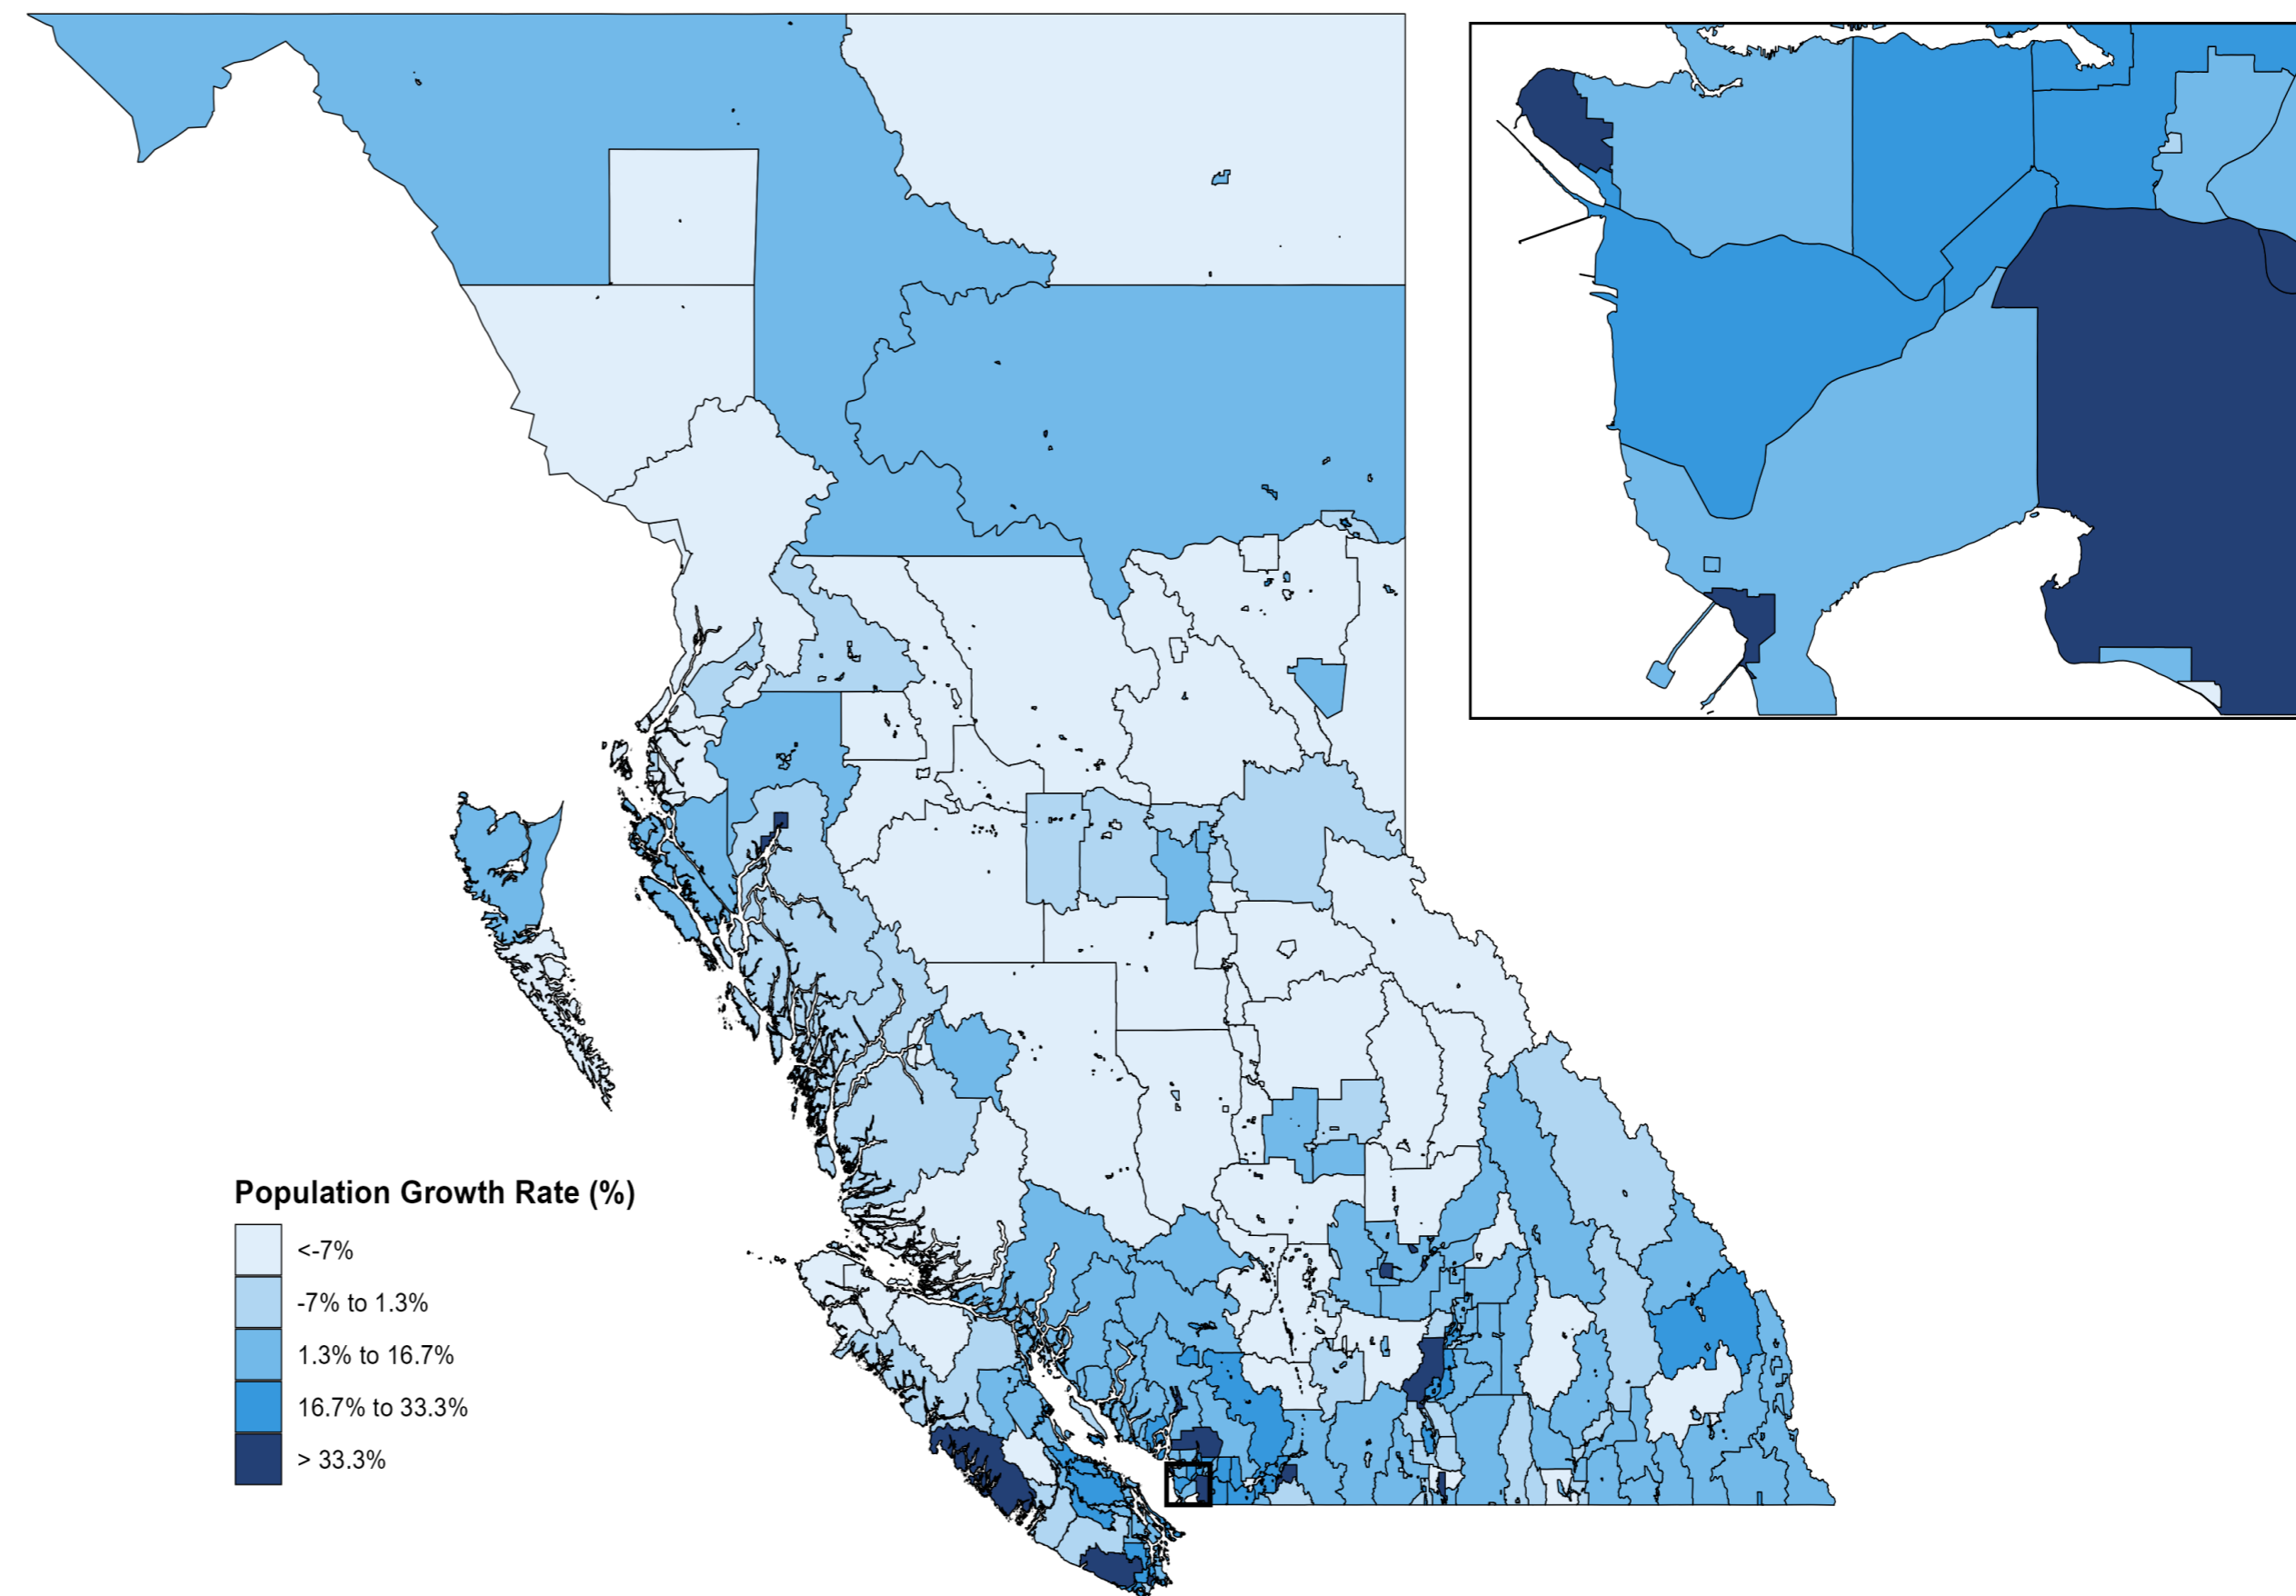 Population Growth Rate (%)
<-7%
-7% to 1.3%
1.3% to 16.7%
16.7% to 33.3%
> 33.3%